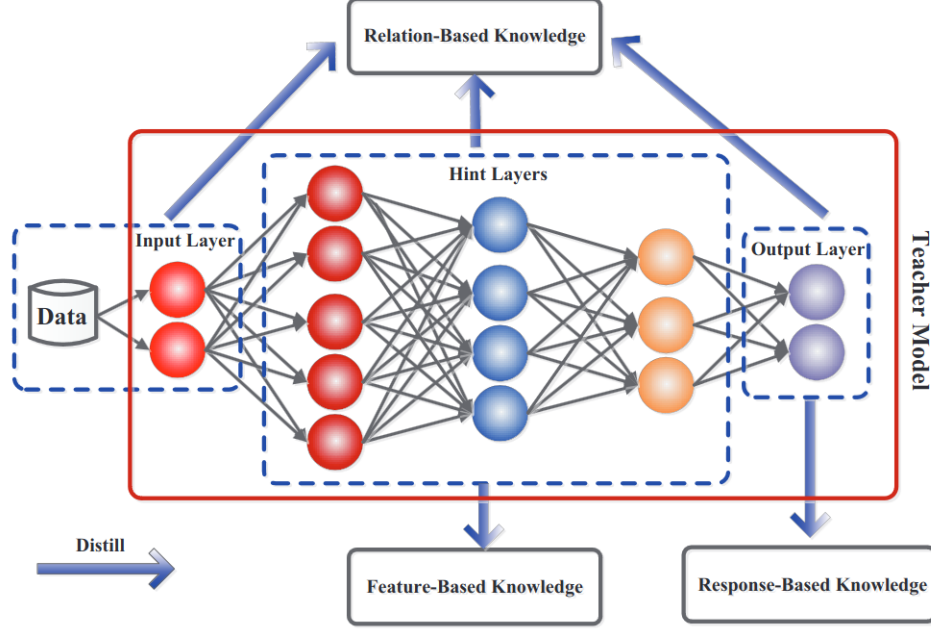 Relation-Based Knowledge
Hint Layers
Input Layer
Output Layer
Data
Teacher Model
Distill
Feature-Based Knowledge
Response-Based Knowledge